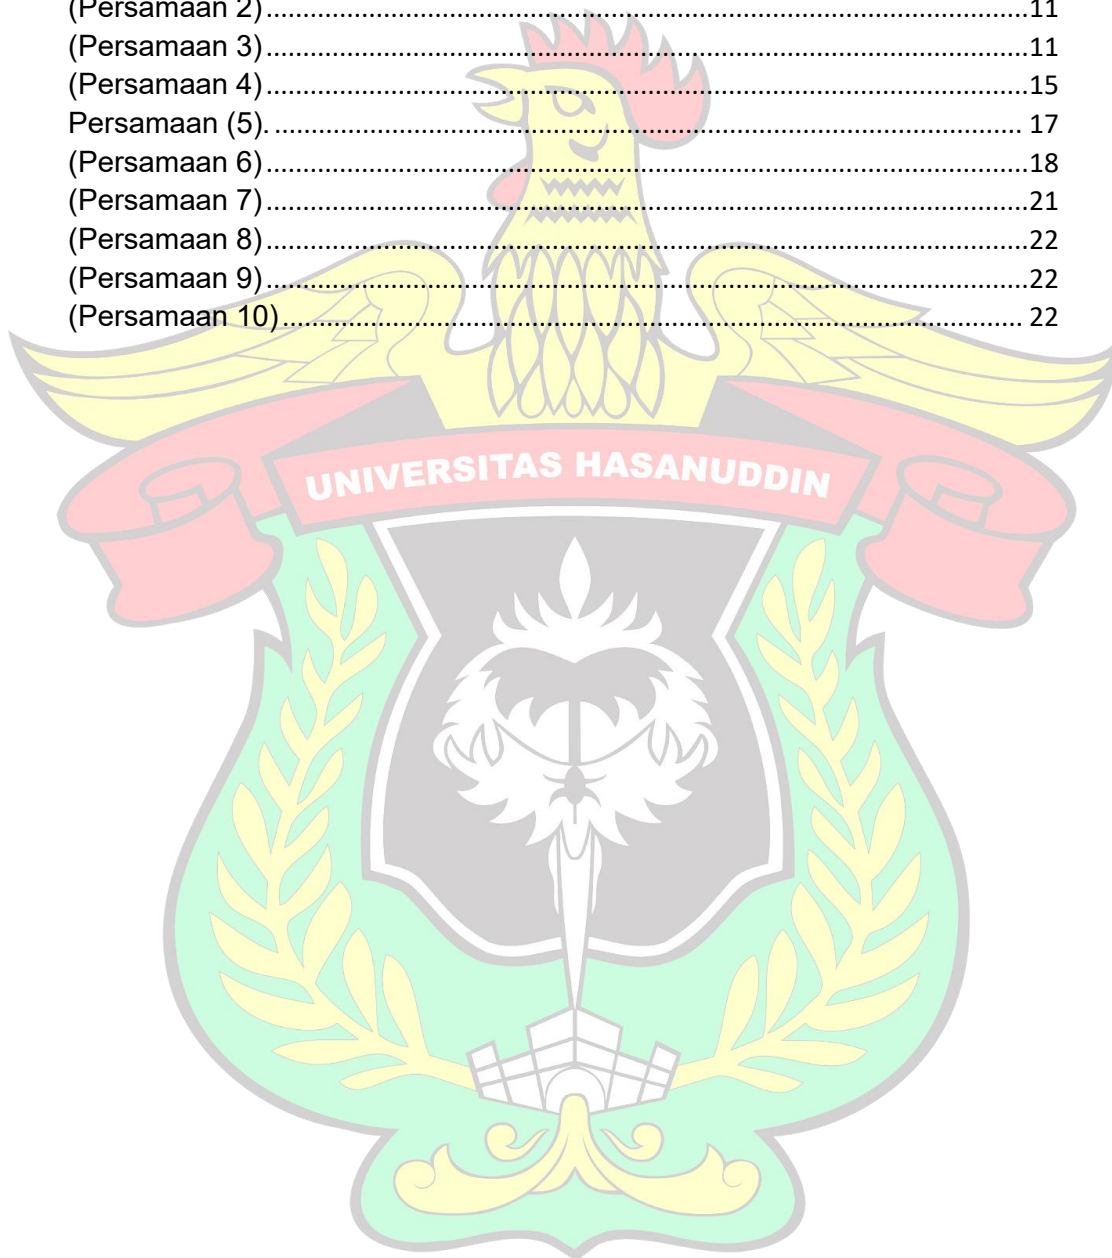 (Persamaan 2)..............................................................................................................11
(Persamaan 3)..............................................................................................................11
(Persamaan 4)..............................................................................................................15
Persamaan (5). ............................................................................................................ 17
(Persamaan 6)..............................................................................................................18
(Persamaan 7)..............................................................................................................21
(Persamaan 8)..............................................................................................................22
(Persamaan 9)..............................................................................................................22
(Persamaan 10)............................................................................................................ 22
UNIVERSITAS HASANUDDIN